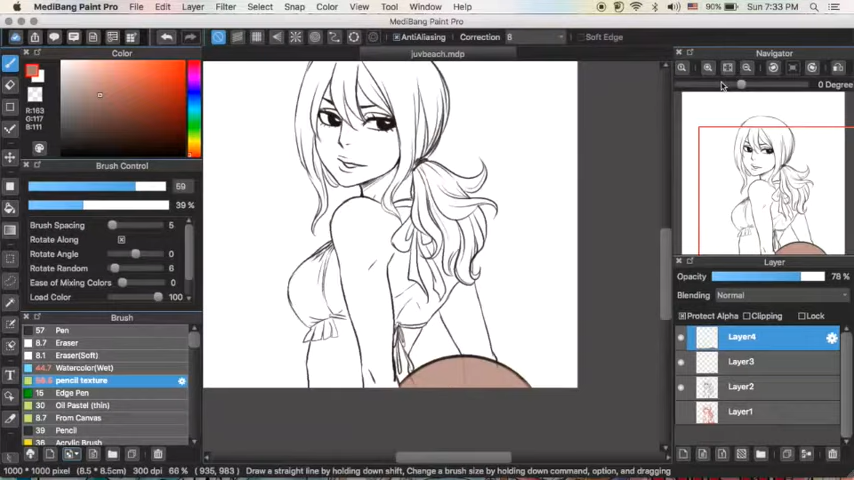 MediBang Paint Pro File Edit Layer Filter Select Snap Color View Tool Window Help 90% Sun 7:33 PM
MediBang Paint Pro
AntiAliasing Correction 8 Soft Edge
juvbeach.mdp
Color
R:163
G:116
B:111
Brush Control
59
39 %
Brush Spacing 5
Rotate Along
Rotate Angle 0
Rotate Random 6
Ease of Mixing Colors 0
Load Color 100
Brush
57 Pen
8.7 Eraser
8.1 Eraser(Soft)
44.7 Watercolor(Wet)
pencil texture
15 Edge Pen
30 Oil Pastel (thin)
8.7 From Canvas
39 Pencil
36 Acrylic Brush
Navigator
0 Degree
Layer
Opacity 78 %
Blending Normal
Protect Alpha Clipping Lock
Layer4
Layer3
Layer2
Layer1
1000 * 1000 pixel (8.5 * 8.5cm) 300 dpi 66 % (935, 983) Draw a straight line by holding down shift, Change a brush size by holding down command, option, and dragging